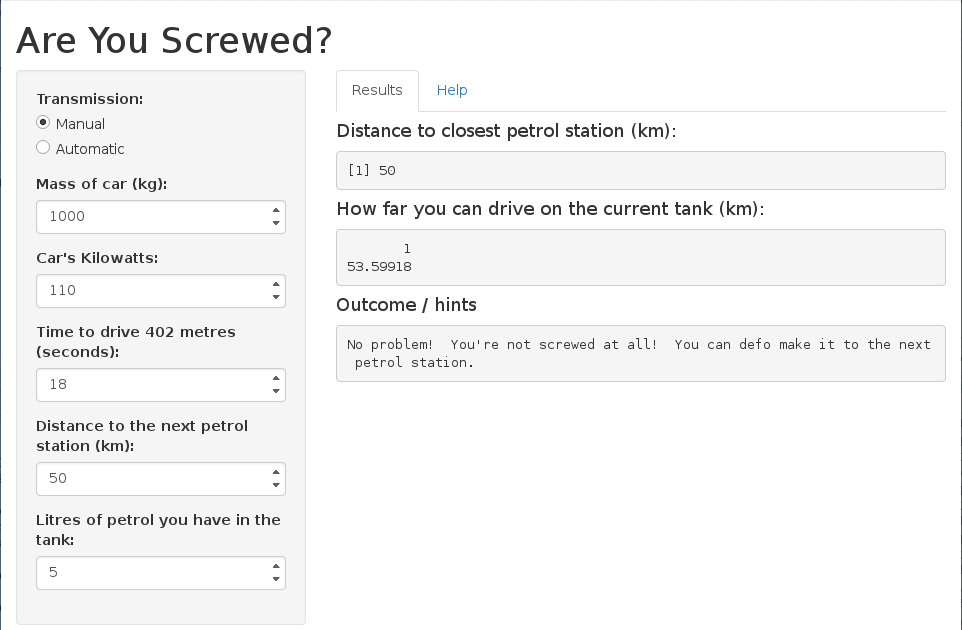 Are You Screwed?
Transmission:
Manual
Automatic
Mass of car (kg):
1000
Car's Kilowatts:
110
Time to drive 402 metres
(seconds):
18
Distance to the next petrol
station (km):
50
Litres of petrol you have in the
tank:
5
Results
Help
Distance to closest petrol station (km):
[1] 50
How far you can drive on the current tank (km):
1
53.59918
Outcome / hints
No problem!  You're not screwed at all!  You can defo make it to the next
petrol station.